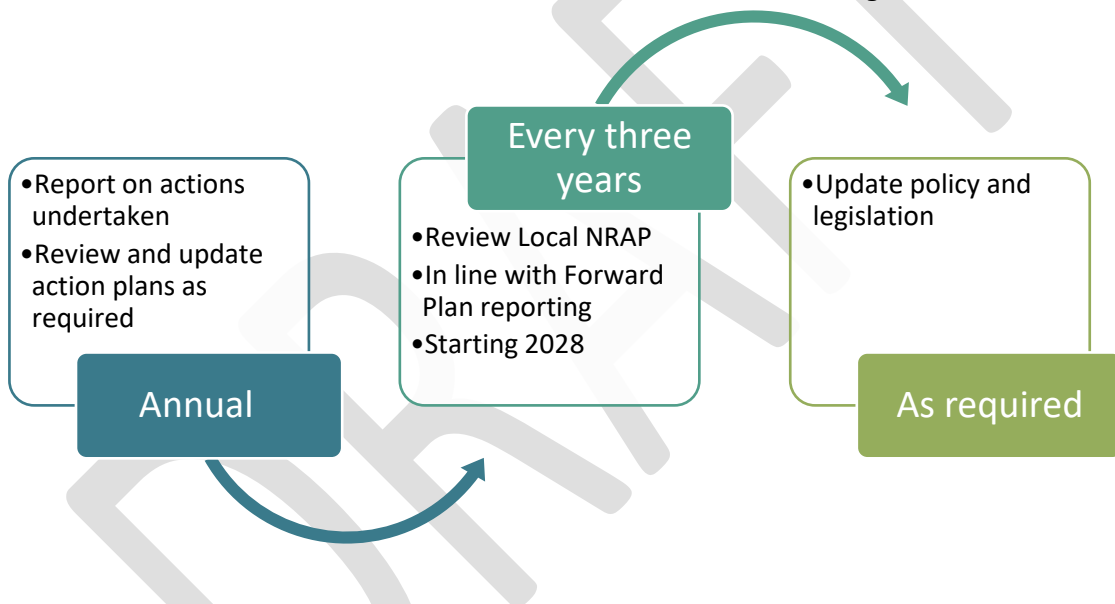 •Report on actions
undertaken
•Review and update
action plans as
required
Annual
Every three
years
•Review Local NRAP
•In line with Forward
Plan reporting
•Starting 2028
•Update policy and
legislation
As required
DRAFT